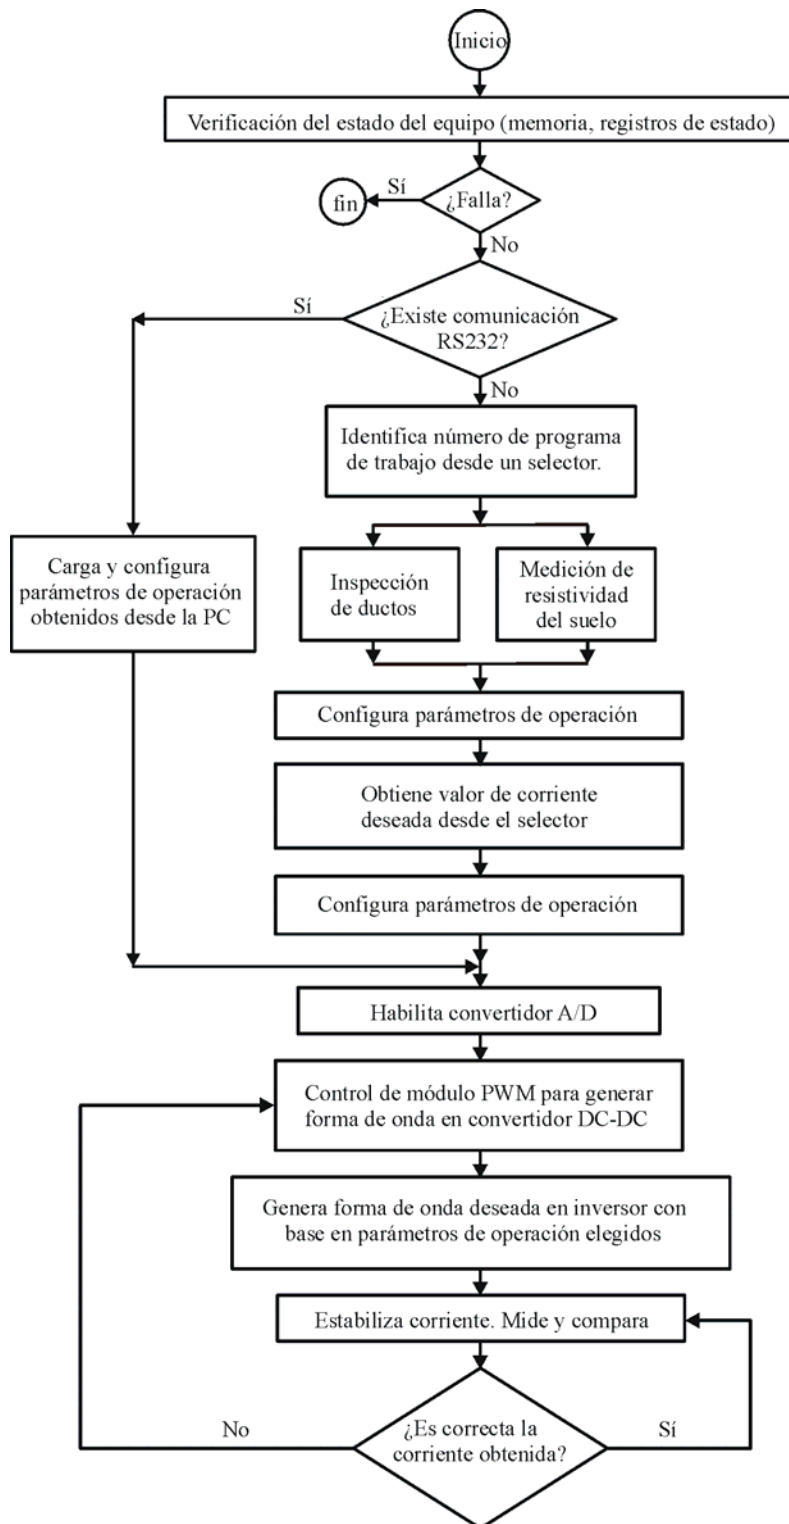 Inicio
Verificación del estado del equipo (memoria, registros de estado)
Sí
fin
¿Falla?
No
Sí
¿Existe comunicación
RS232?
No
Identifica número de programa
de trabajo desde un selector.
Carga y configura
parámetros de operación
obtenidos desde la PC
Inspección
de ductos
Medición de
resistividad
del suelo
Configura parámetros de operación
Obtiene valor de corriente
deseada desde el selector
Configura parámetros de operación
Habilita convertidor A/D
Control de módulo PWM para generar
forma de onda en convertidor DC-DC
Genera forma de onda deseada en inversor con
base en parámetros de operación elegidos
Estabiliza corriente. Mide y compara
No
¿Es correcta la
corriente obtenida?
Sí